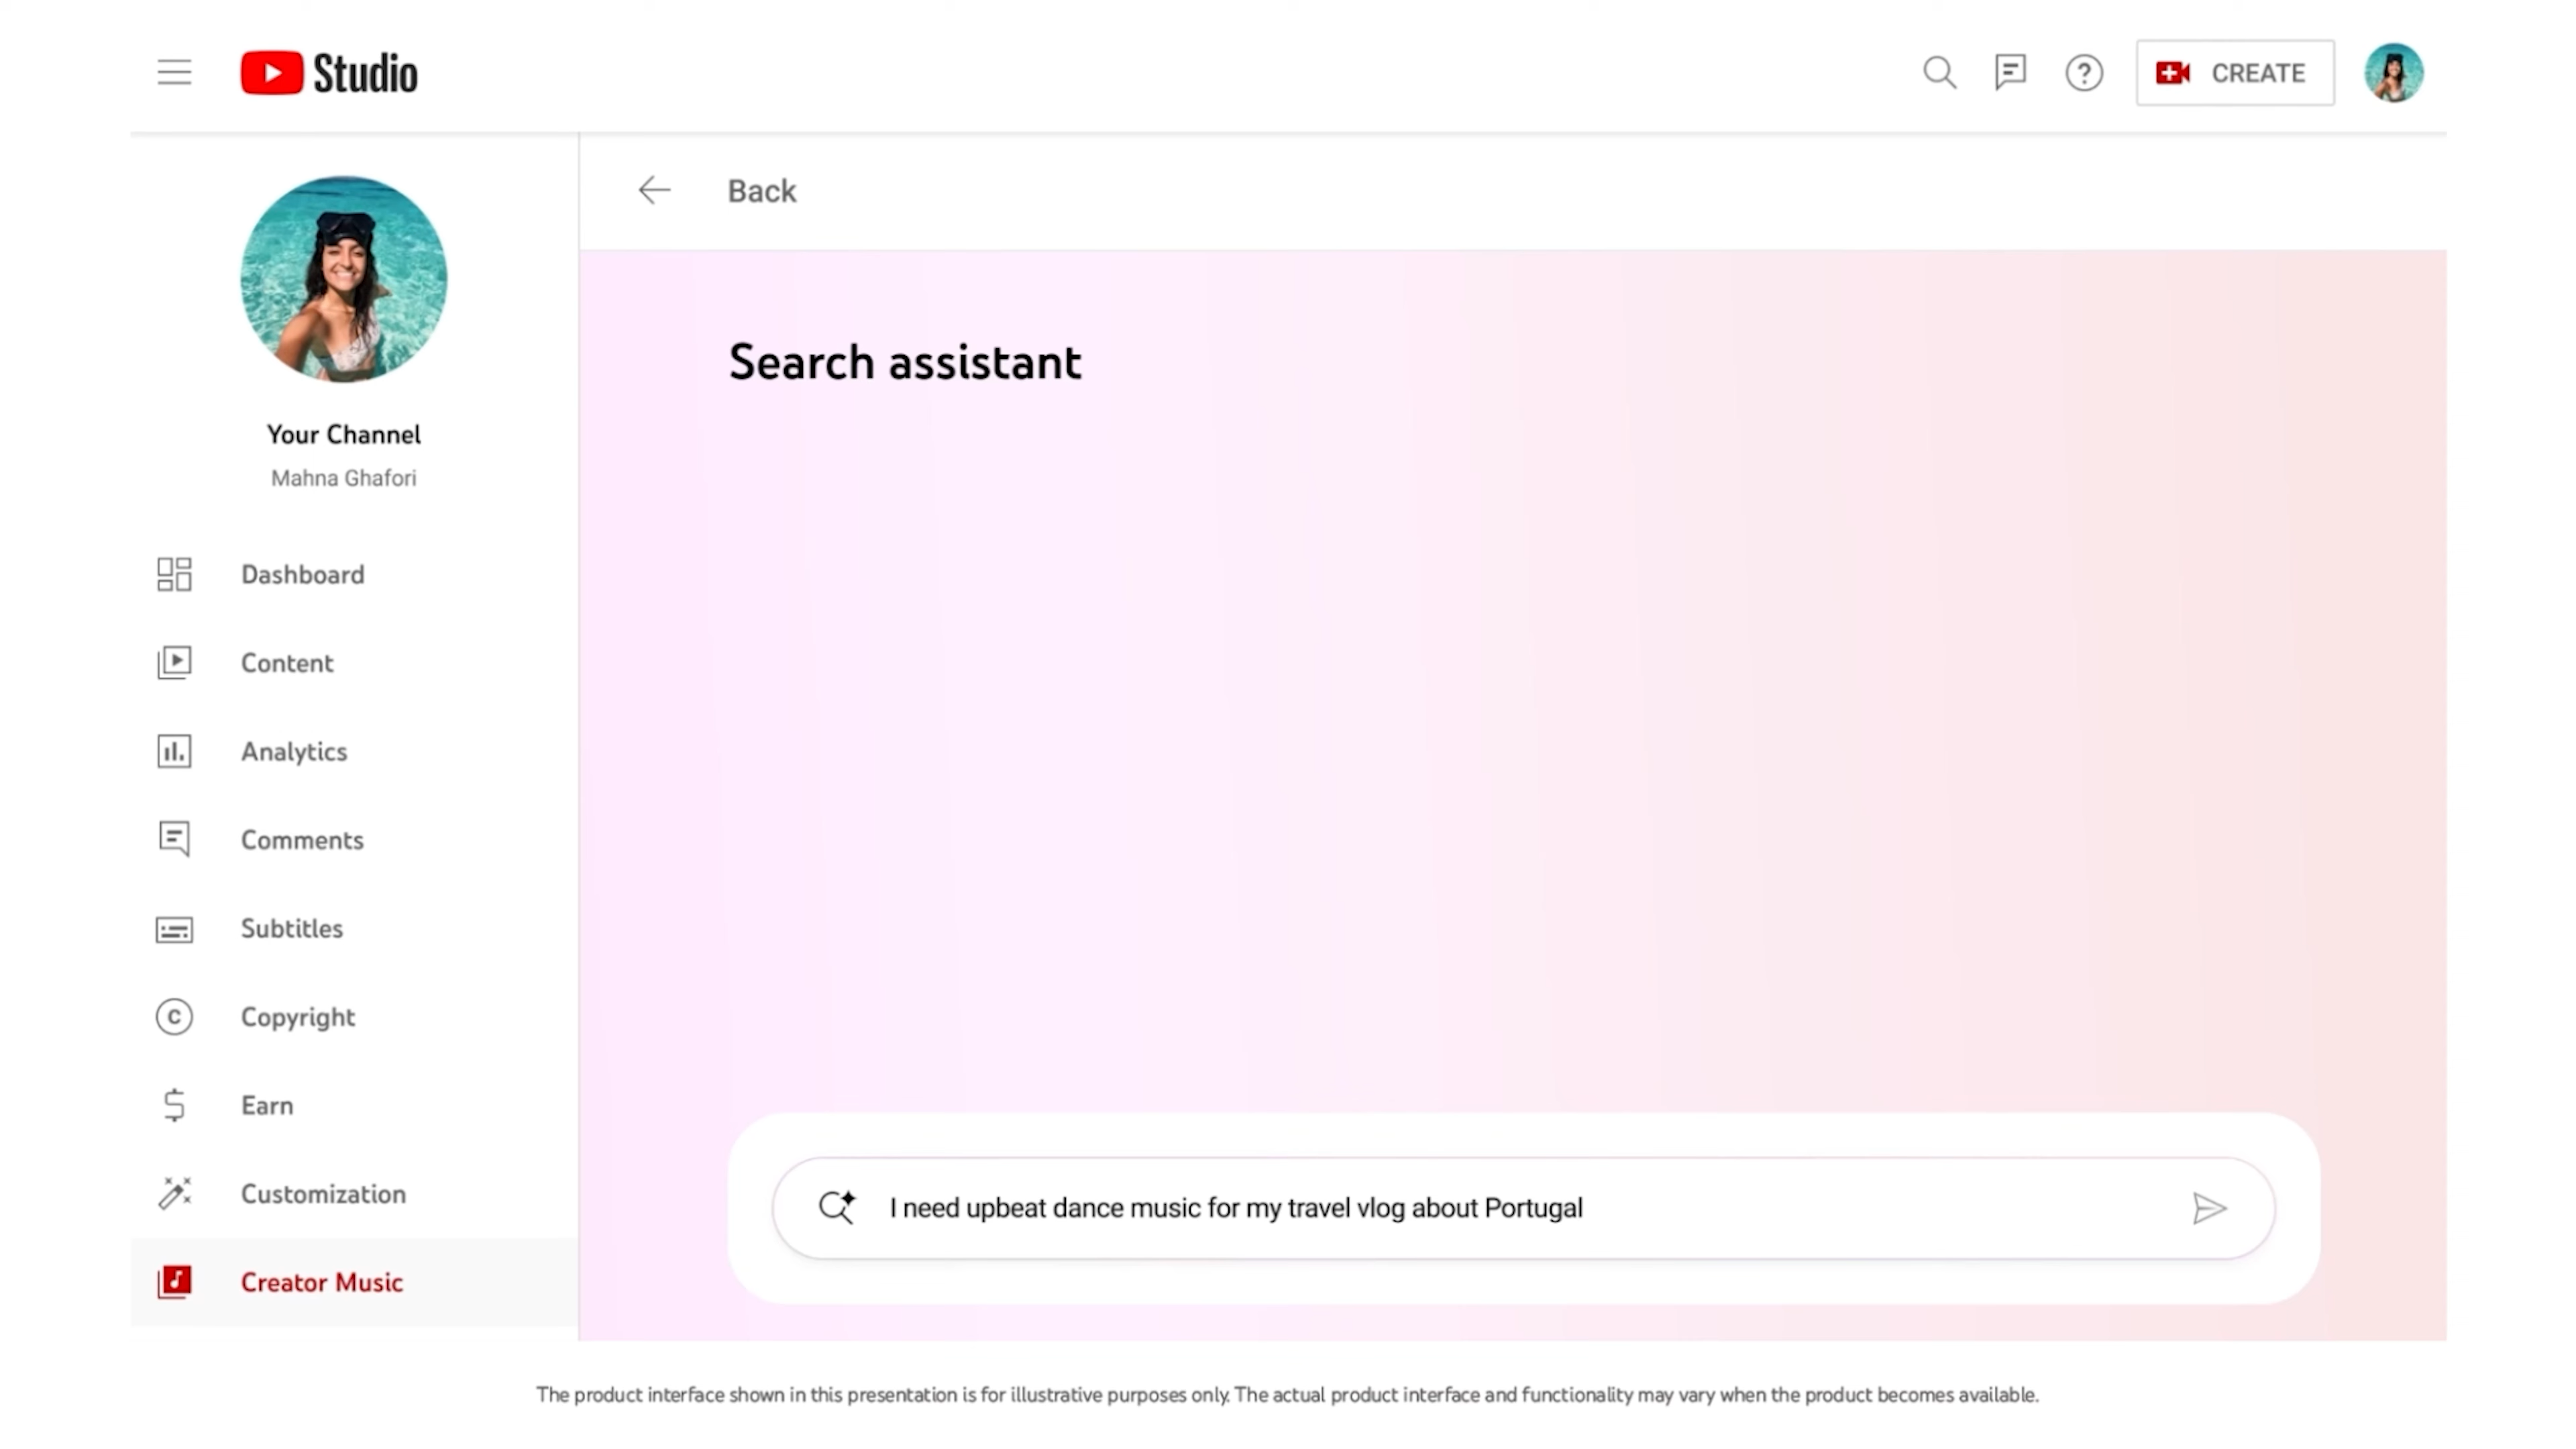 Studio
CREATE
Back
Search assistant
Your Channel
Mahna Ghafori
Dashboard
Content
Analytics
Comments
Subtitles
Copyright
Earn
Customization
Creator Music
I need upbeat dance music for my travel vlog about Portugal
The product interface shown in this presentation is for illustrative purposes only. The actual product interface and functionality may vary when the product becomes available.